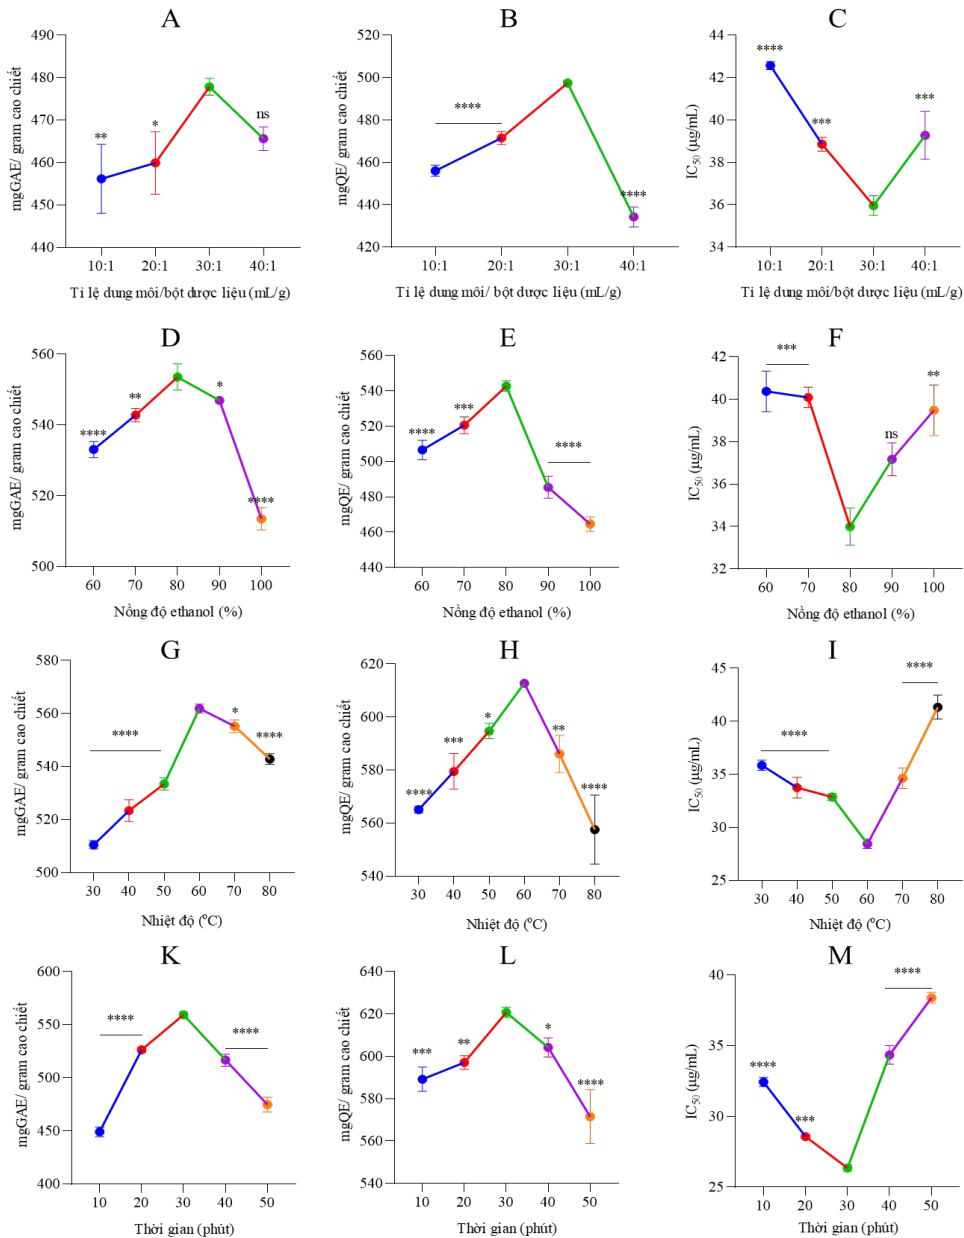 A
mgGAE/ gram cao chiết
490
480
470
460
450
440
**
*
ns
10:1 20:1 30:1 40:1
Tỉ lệ dung môi/bột dược liệu (mL/g)
B
mgQE/ gram cao chiết
500
480
460
440
420
****
****
10:1 20:1 30:1 40:1
Tỉ lệ dung môi/ bột dược liệu (mL/g)
C
IC50 (µg/mL)
44
42
40
38
36
34
****
***
***
10:1 20:1 30:1 40:1
Tỉ lệ dung môi/bột dược liệu (mL/g)
D
mgGAE/ gram cao chiết
560
540
520
500
****
**
*
****
60 70 80 90 100
Nồng độ ethanol (%)
E
mgQE/ gram cao chiết
560
540
520
500
480
460
440
****
***
****
60 70 80 90 100
Nồng độ ethanol (%)
F
IC50 (µg/mL)
42
40
38
36
34
32
***
ns
**
60 70 80 90 100
Nồng độ ethanol (%)
G
mgGAE/ gram cao chiết
580
560
540
520
500
****
*
****
30 40 50 60 70 80
Nhiệt độ (°C)
H
mgQE/ gram cao chiết
620
600
580
560
540
****
***
*
**
****
30 40 50 60 70 80
Nhiệt độ (°C)
I
IC50 (µg/mL)
45
40
35
30
25
****
****
30 40 50 60 70 80
Nhiệt độ (°C)
K
mgGAE/ gram cao chiết
600
550
500
450
400
****
****
10 20 30 40 50
Thời gian (phút)
L
mgQE/ gram cao chiết
640
620
600
580
560
540
***
**
*
****
10 20 30 40 50
Thời gian (phút)
M
IC50 (µg/mL)
40
35
30
25
****
***
****
10 20 30 40 50
Thời gian (phút)